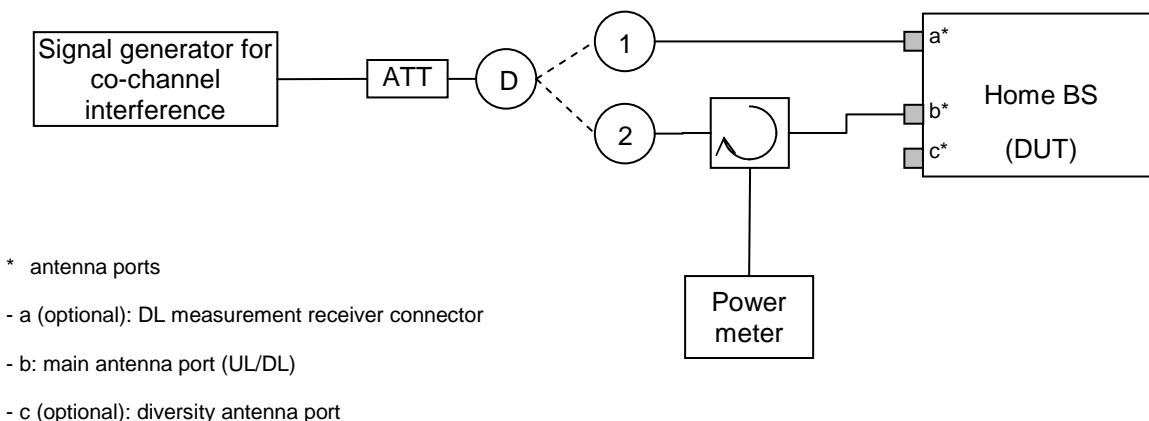 Signal generator for
co-channel
interference
ATT
D
1
2
a*
b*
c*
Home BS
(DUT)
Power
meter
* antenna ports
- a (optional): DL measurement receiver connector
- b: main antenna port (UL/DL)
- c (optional): diversity antenna port